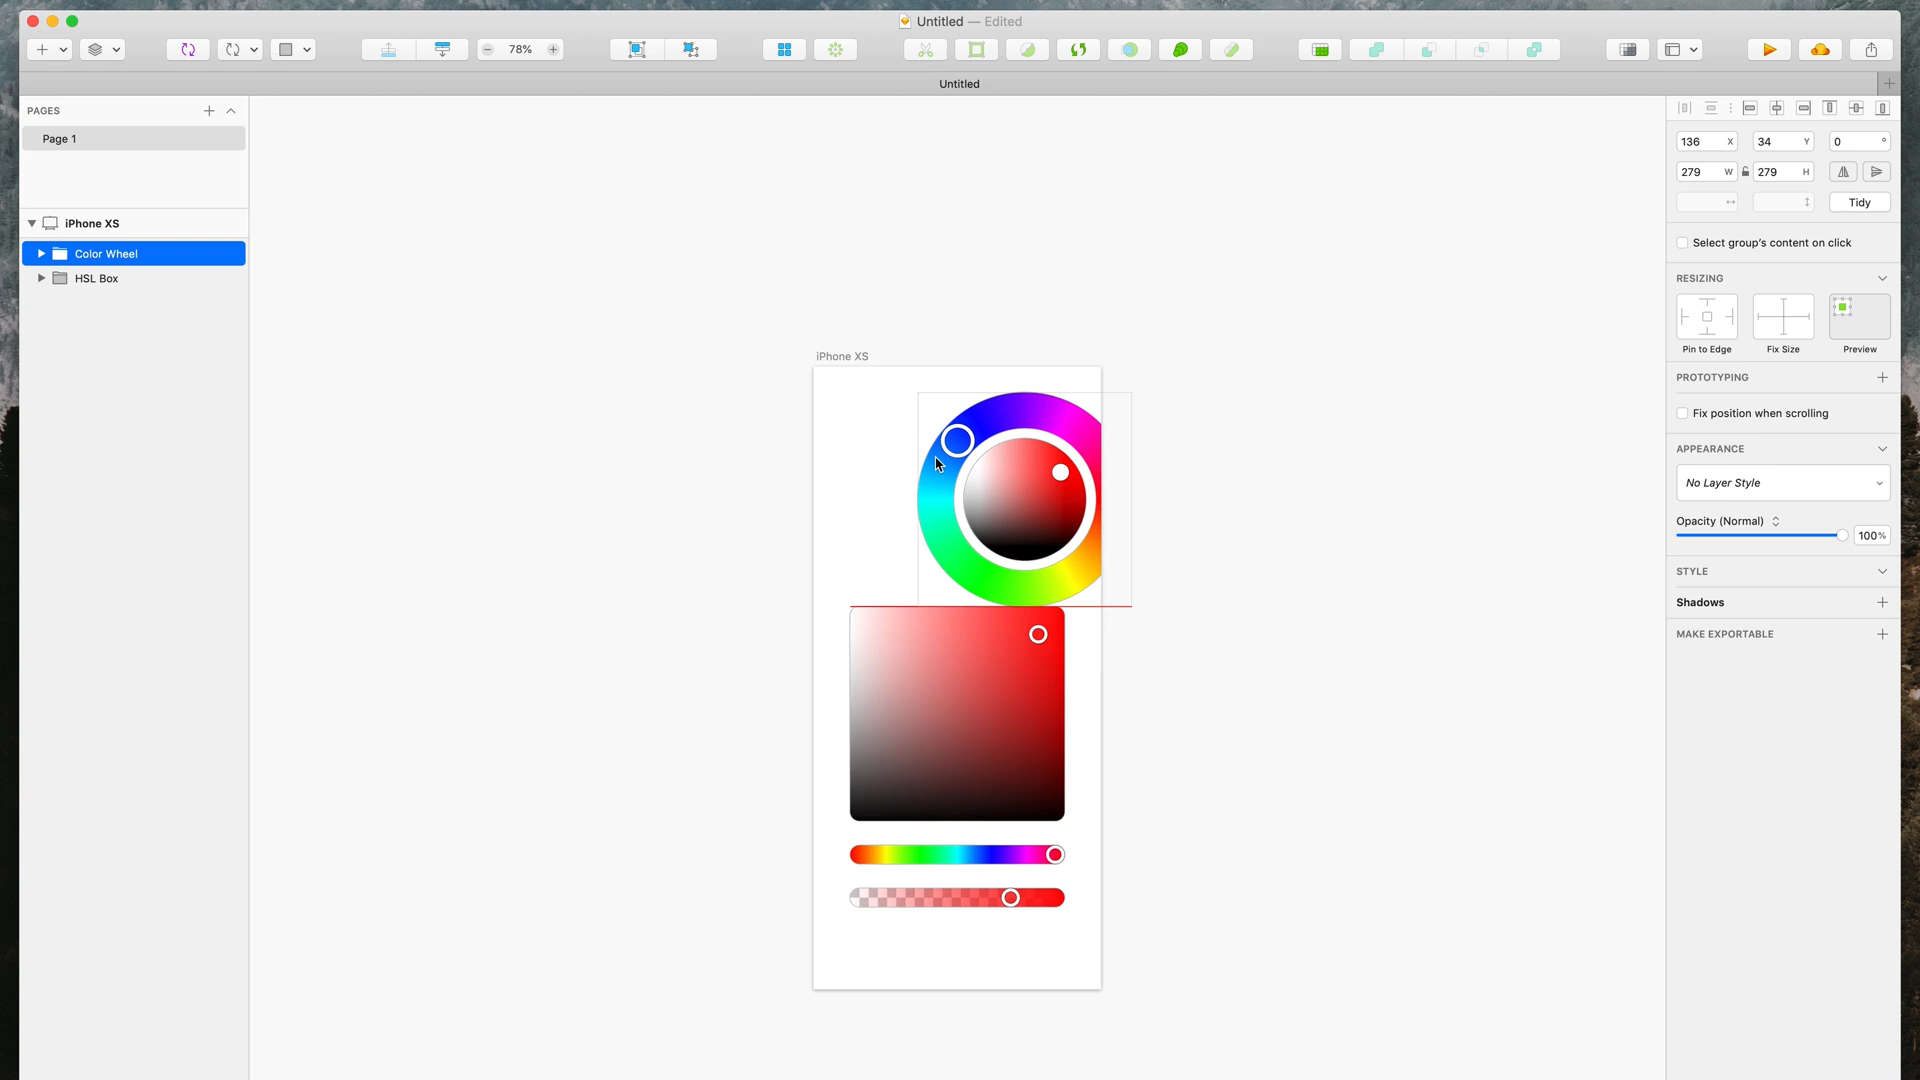 Untitled — Edited
78%
Untitled
PAGES
Page 1
iPhone XS
Color Wheel
HSL Box
iPhone XS
136 X 34 Y 0 °
279 W 279 H
Tidy
Select group's content on click
RESIZING
Pin to Edge Fix Size Preview
PROTOTYPING
Fix position when scrolling
APPEARANCE
No Layer Style
Opacity (Normal)
100%
STYLE
Shadows
MAKE EXPORTABLE